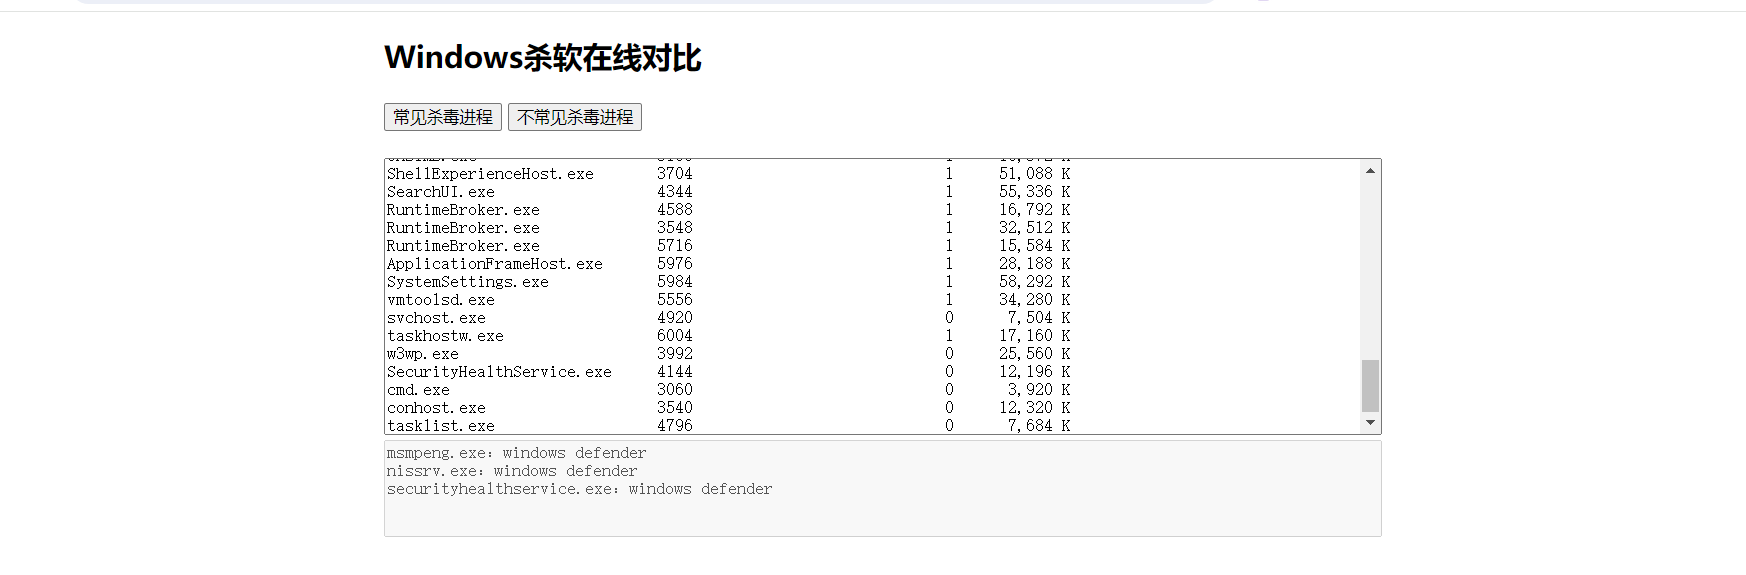 Windows杀软在线对比
常见杀毒进程 不常见杀毒进程
ShellExperienceHost.exe 3704 1 51,088 K
SearchUI.exe 4344 1 55,336 K
RuntimeBroker.exe 4588 1 16,792 K
RuntimeBroker.exe 3548 1 32,512 K
RuntimeBroker.exe 5716 1 15,584 K
ApplicationFrameHost.exe 5976 1 28,188 K
SystemSettings.exe 5984 1 58,292 K
vmtoolsd.exe 5556 1 34,280 K
svchost.exe 4920 0 7,504 K
taskhostw.exe 6004 1 17,160 K
w3wp.exe 3992 0 25,560 K
SecurityHealthService.exe 4144 0 12,196 K
cmd.exe 3060 0 3,920 K
conhost.exe 3540 0 12,320 K
tasklist.exe 4796 0 7,684 K
msmpeng.exe: windows defender
nissrv.exe: windows defender
securityhealthservice.exe: windows defender